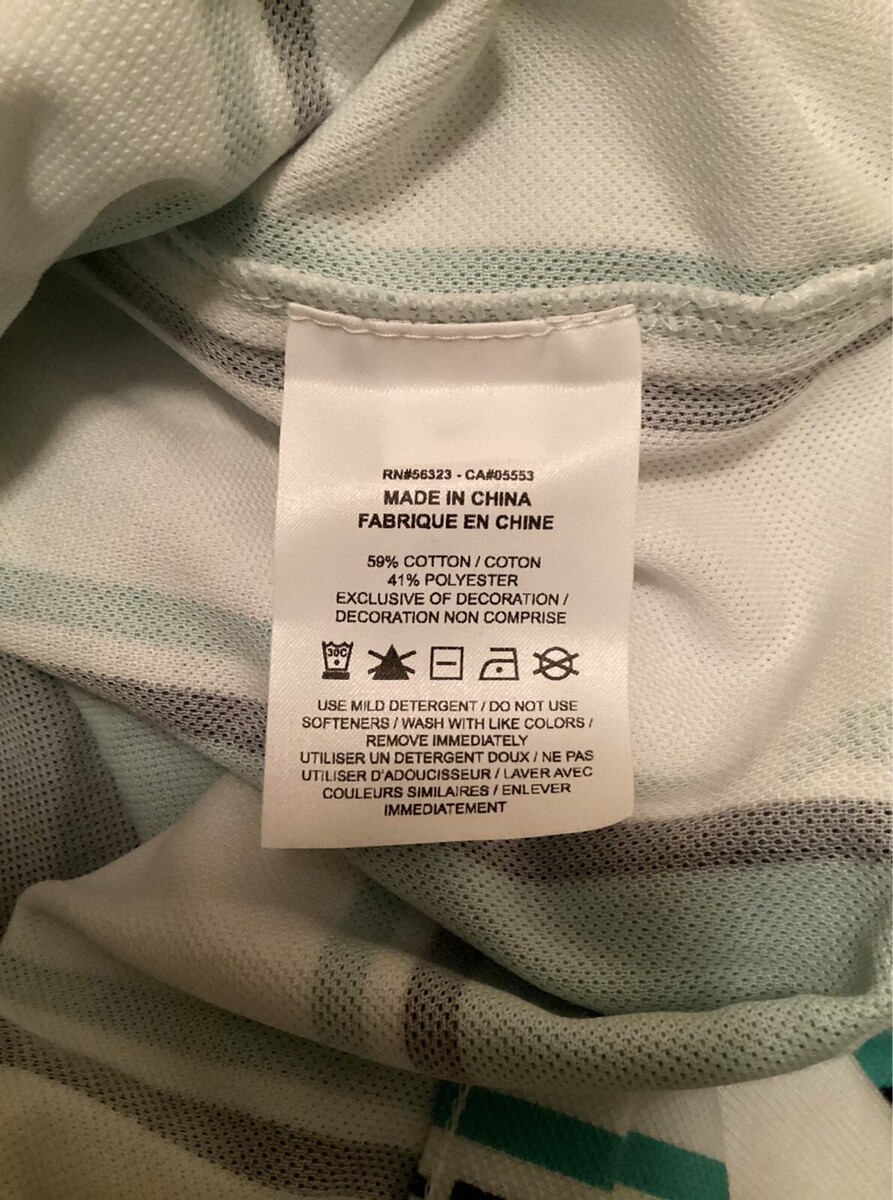 RN#56323 - CA#05553
MADE IN CHINA
FABRIQUE EN CHINE
59% COTTON / COTON
41% POLYESTER
EXCLUSIVE OF DECORATION /
DECORATION NON COMPRISE
30C
USE MILD DETERGENT / DO NOT USE
SOFTENERS / WASH WITH LIKE COLORS /
REMOVE IMMEDIATELY
UTILISER UN DETERGENT DOUX / NE PAS
UTILISER D'ADOUCISSEUR / LAVER AVEC
COULEURS SIMILAIRES / ENLEVER
IMMEDIATEMENT